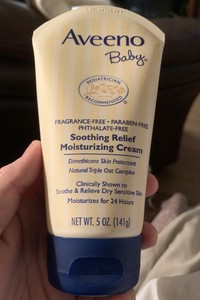 Aveeno
Baby®
PEDIATRICIAN
RECOMMENDED
FRAGRANCE-FREE • PARABEN-FREE
PHTHALATE-FREE
Soothing Relief
Moisturizing Cream
Dimethicone Skin Protectant
Natural Triple Oat Complex
Clinically Shown to
Soothe & Relieve Dry Sensitive Skin
Moisturizes for 24 Hours
NET WT. 5 OZ. (141g)